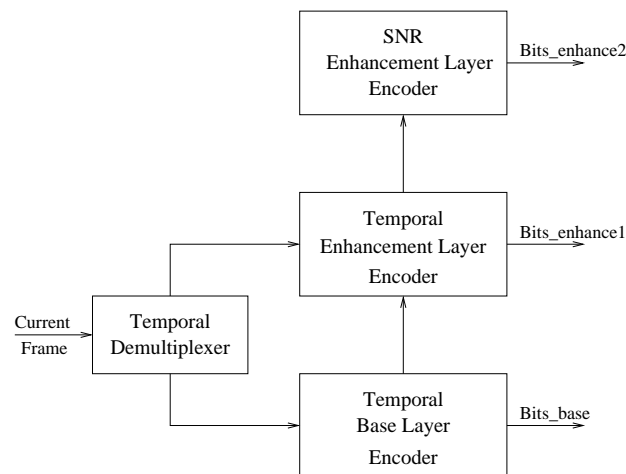 SNR
Enhancement Layer
Encoder
Bits_enhance2
Temporal
Enhancement Layer
Encoder
Bits_enhance1
Current
Frame
Temporal
Demultiplexer
Temporal
Base Layer
Encoder
Bits_base